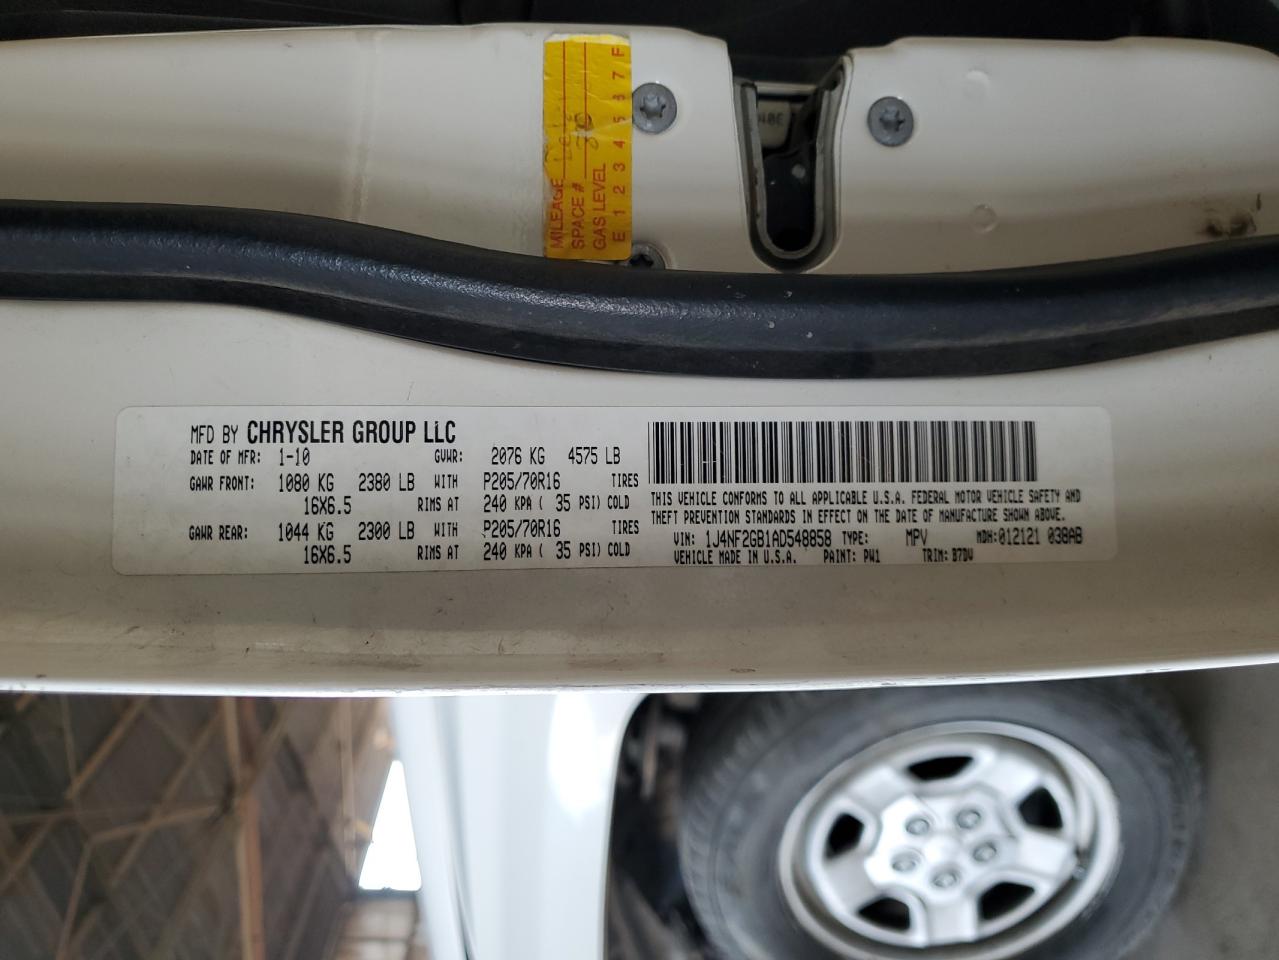 MILEAGE
SPACE #
GAS LEVEL
E 1 2 3 4 5 6 7 F
MFD BY CHRYSLER GROUP LLC
DATE OF MFR: 1-10 GVWR: 2076 KG 4575 LB
GAWR FRONT: 1080 KG 2380 LB WITH P205/70R16 TIRES
16X6.5 RIMS AT 240 KPA ( 35 PSI) COLD
GAWR REAR: 1044 KG 2300 LB WITH P205/70R16 TIRES
16X6.5 RIMS AT 240 KPA ( 35 PSI) COLD
THIS VEHICLE CONFORMS TO ALL APPLICABLE U.S.A. FEDERAL MOTOR VEHICLE SAFETY AND
THEFT PREVENTION STANDARDS IN EFFECT ON THE DATE OF MANUFACTURE SHOWN ABOVE.
VIN: 1J4NF2GB1AD548858 TYPE: MPV MDH:012121 038AB
VEHICLE MADE IN U.S.A. PAINT: PW1 TRIM: B7DV